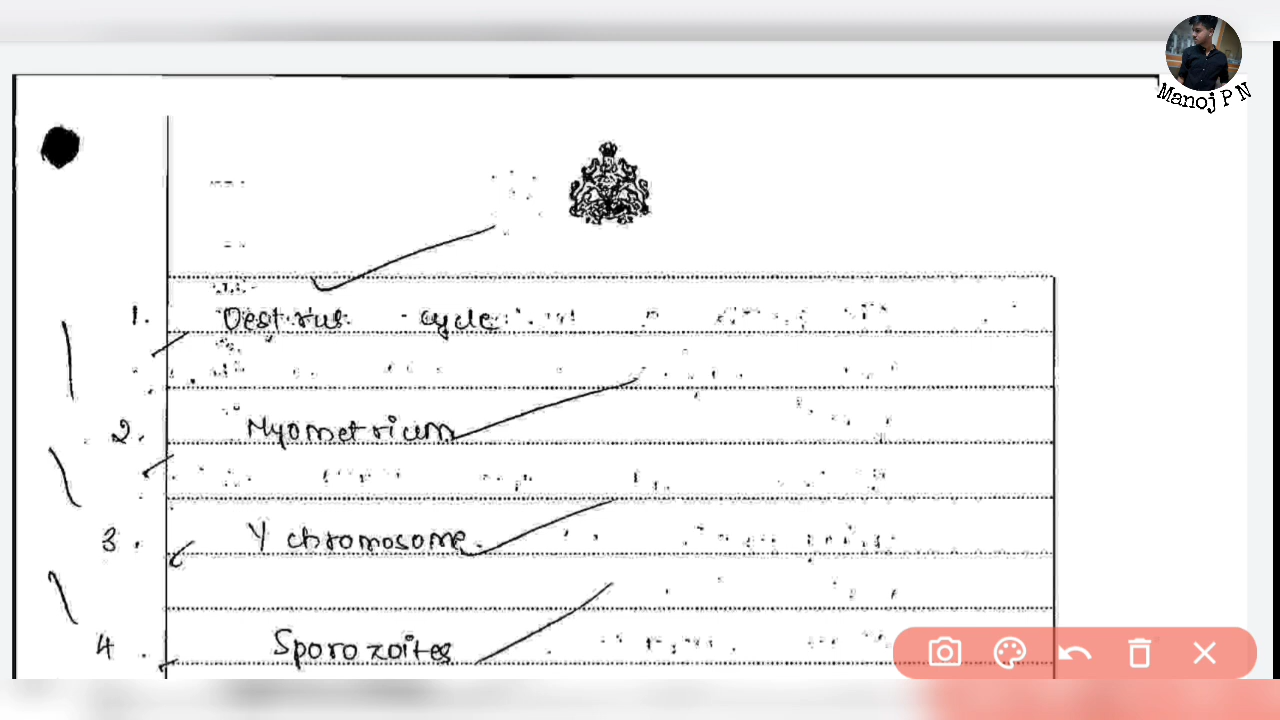 Manoj P N
1. Oestrus cycle
2. Myometrium
3. Y chromosome.
4. Sporozoites